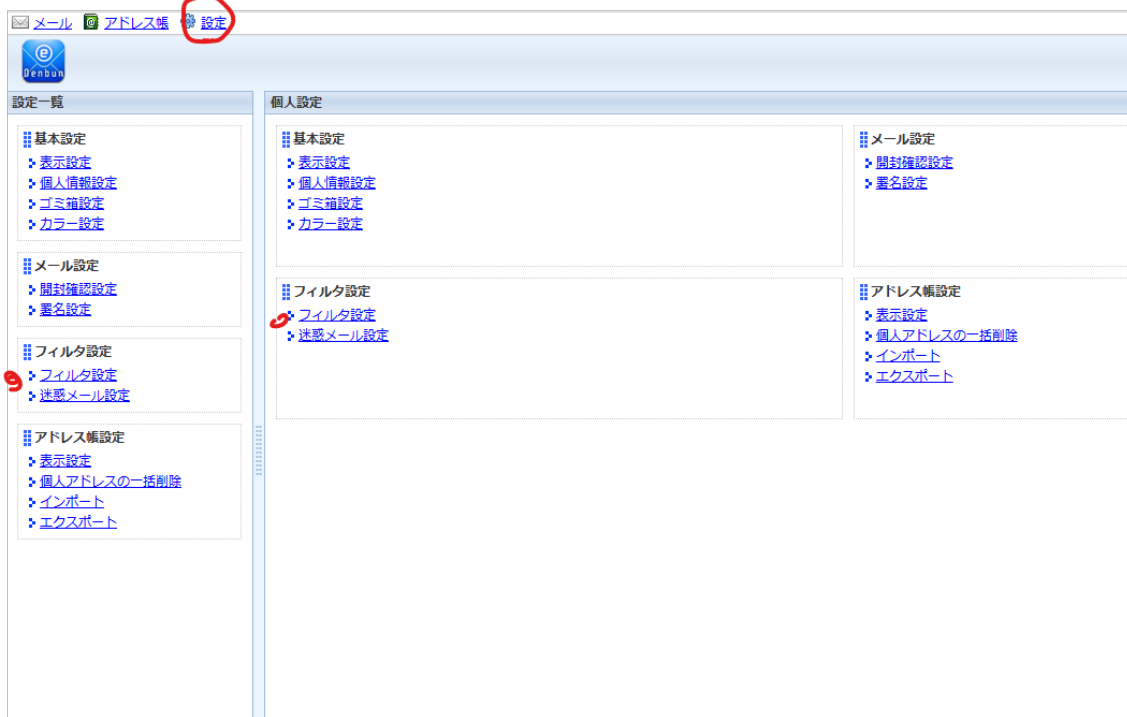 メール アドレス帳 設定
e
Denbun
設定一覧
基本設定
表示設定
個人情報設定
ゴミ箱設定
カラー設定
メール設定
開封確認設定
署名設定
フィルタ設定
フィルタ設定
迷惑メール設定
アドレス帳設定
表示設定
個人アドレスの一括削除
インポート
エクスポート
個人設定
基本設定
表示設定
個人情報設定
ゴミ箱設定
カラー設定
メール設定
開封確認設定
署名設定
フィルタ設定
フィルタ設定
迷惑メール設定
アドレス帳設定
表示設定
個人アドレスの一括削除
インポート
エクスポート